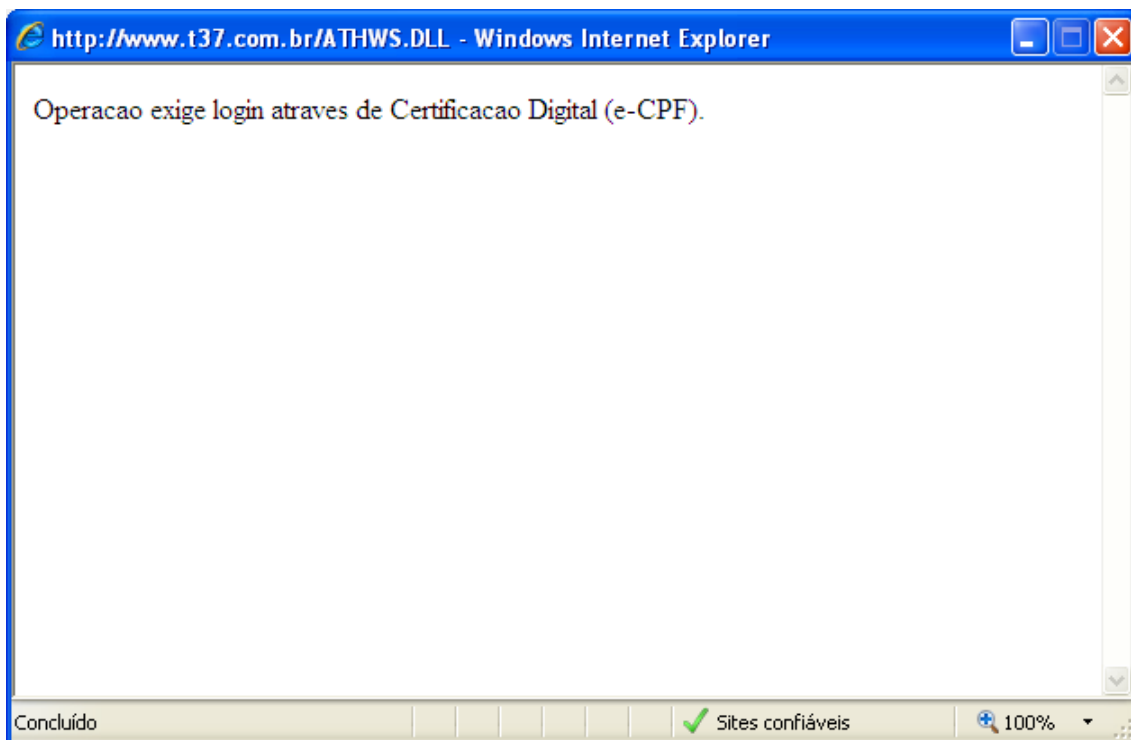 http://www.t37.com.br/ATHWS.DLL - Windows Internet Explorer
Operacao exige login atraves de Certificacao Digital (e-CPF).
Concluído
Sites confiáveis
100%